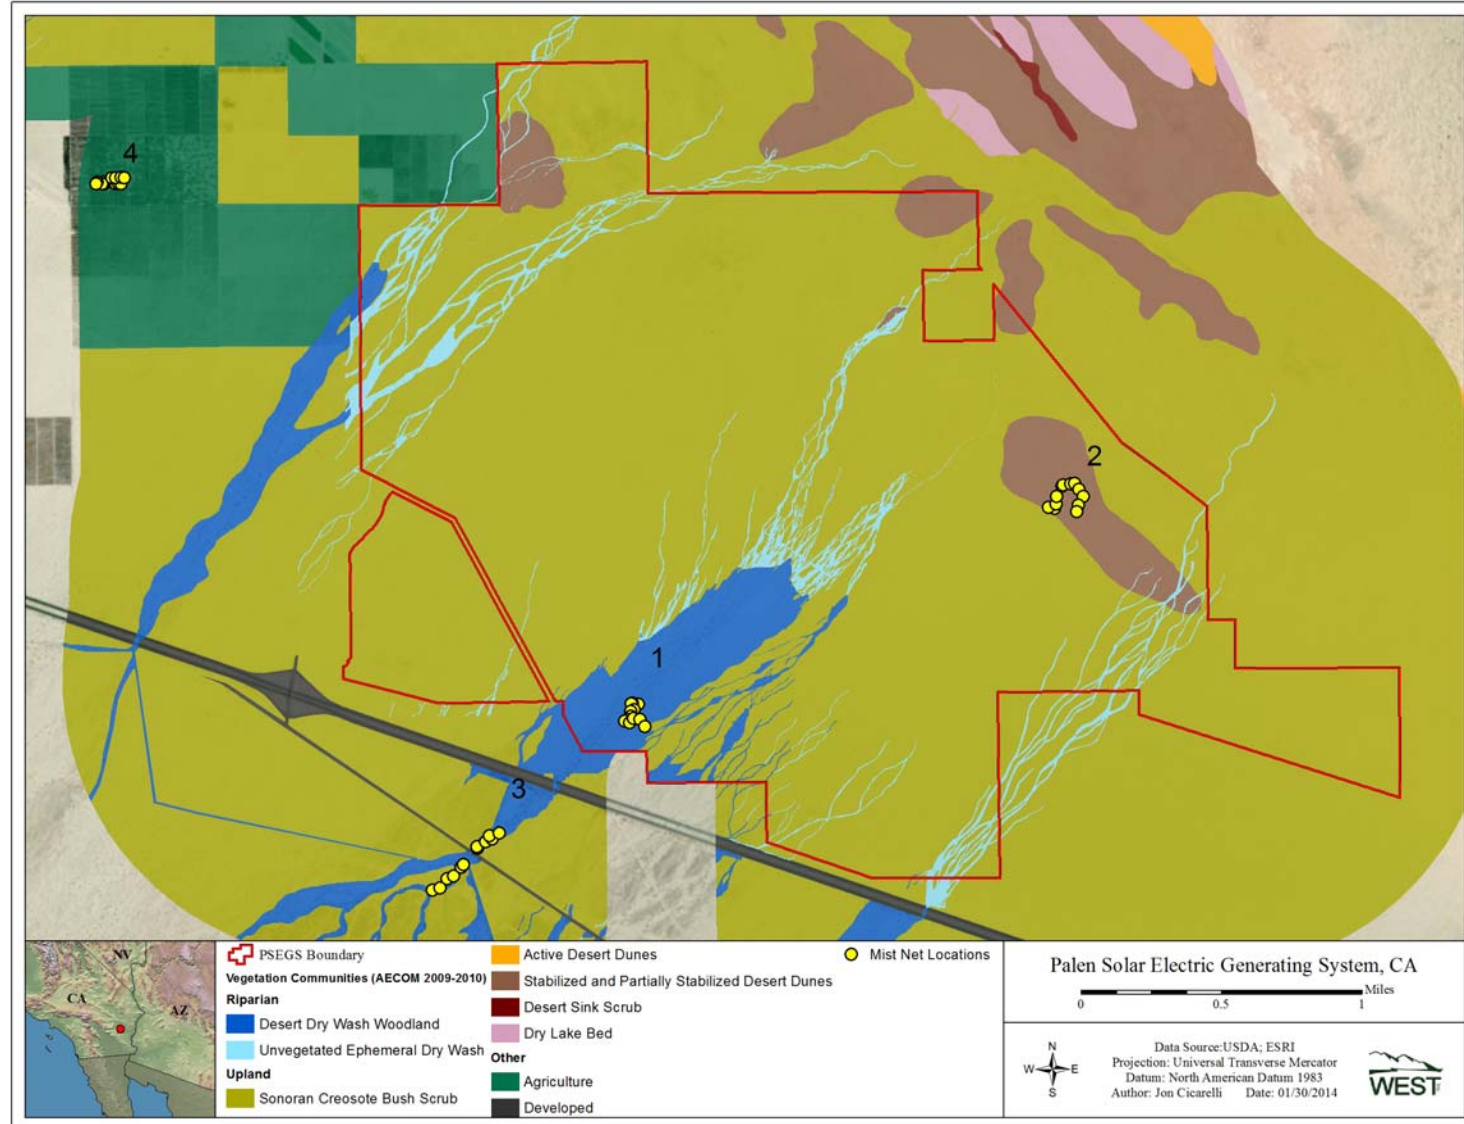 4
2
1
3
NV
CA
AZ
PSEGS Boundary
Vegetation Communities (AECOM 2009-2010)
Riparian
Desert Dry Wash Woodland
Unvegetated Ephemeral Dry Wash
Upland
Sonoran Creosote Bush Scrub
Active Desert Dunes
Stabilized and Partially Stabilized Desert Dunes
Desert Sink Scrub
Dry Lake Bed
Other
Agriculture
Developed
Mist Net Locations
Palen Solar Electric Generating System, CA
Miles
0 0.5 1
N
W E
S
Data Source:USDA; ESRI
Projection: Universal Transverse Mercator
Datum: North American Datum 1983
Author: Jon Cicarelli Date: 01/30/2014
WEST